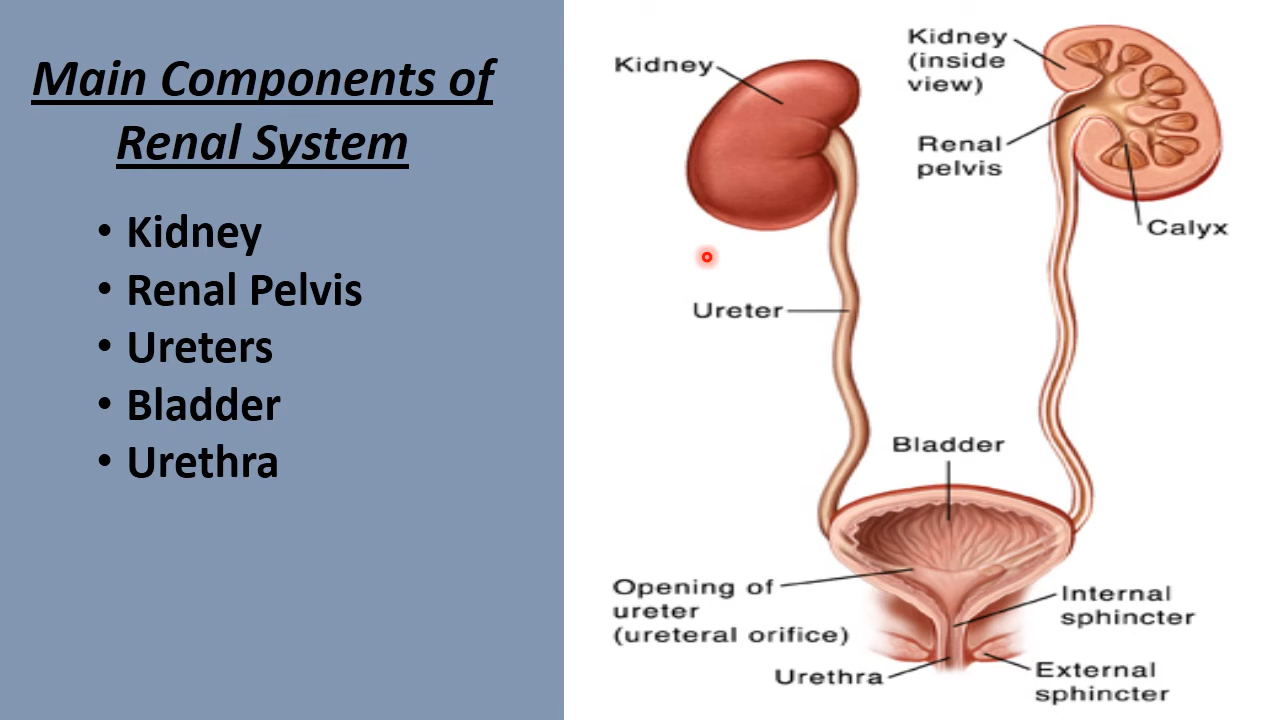 Main Components of
Renal System
• Kidney
• Renal Pelvis
• Ureters
• Bladder
• Urethra
Kidney
Kidney
(inside
view)
Renal
pelvis
Calyx
Ureter
Bladder
Opening of
ureter
(ureteral orifice)
Internal
sphincter
Urethra
External
sphincter